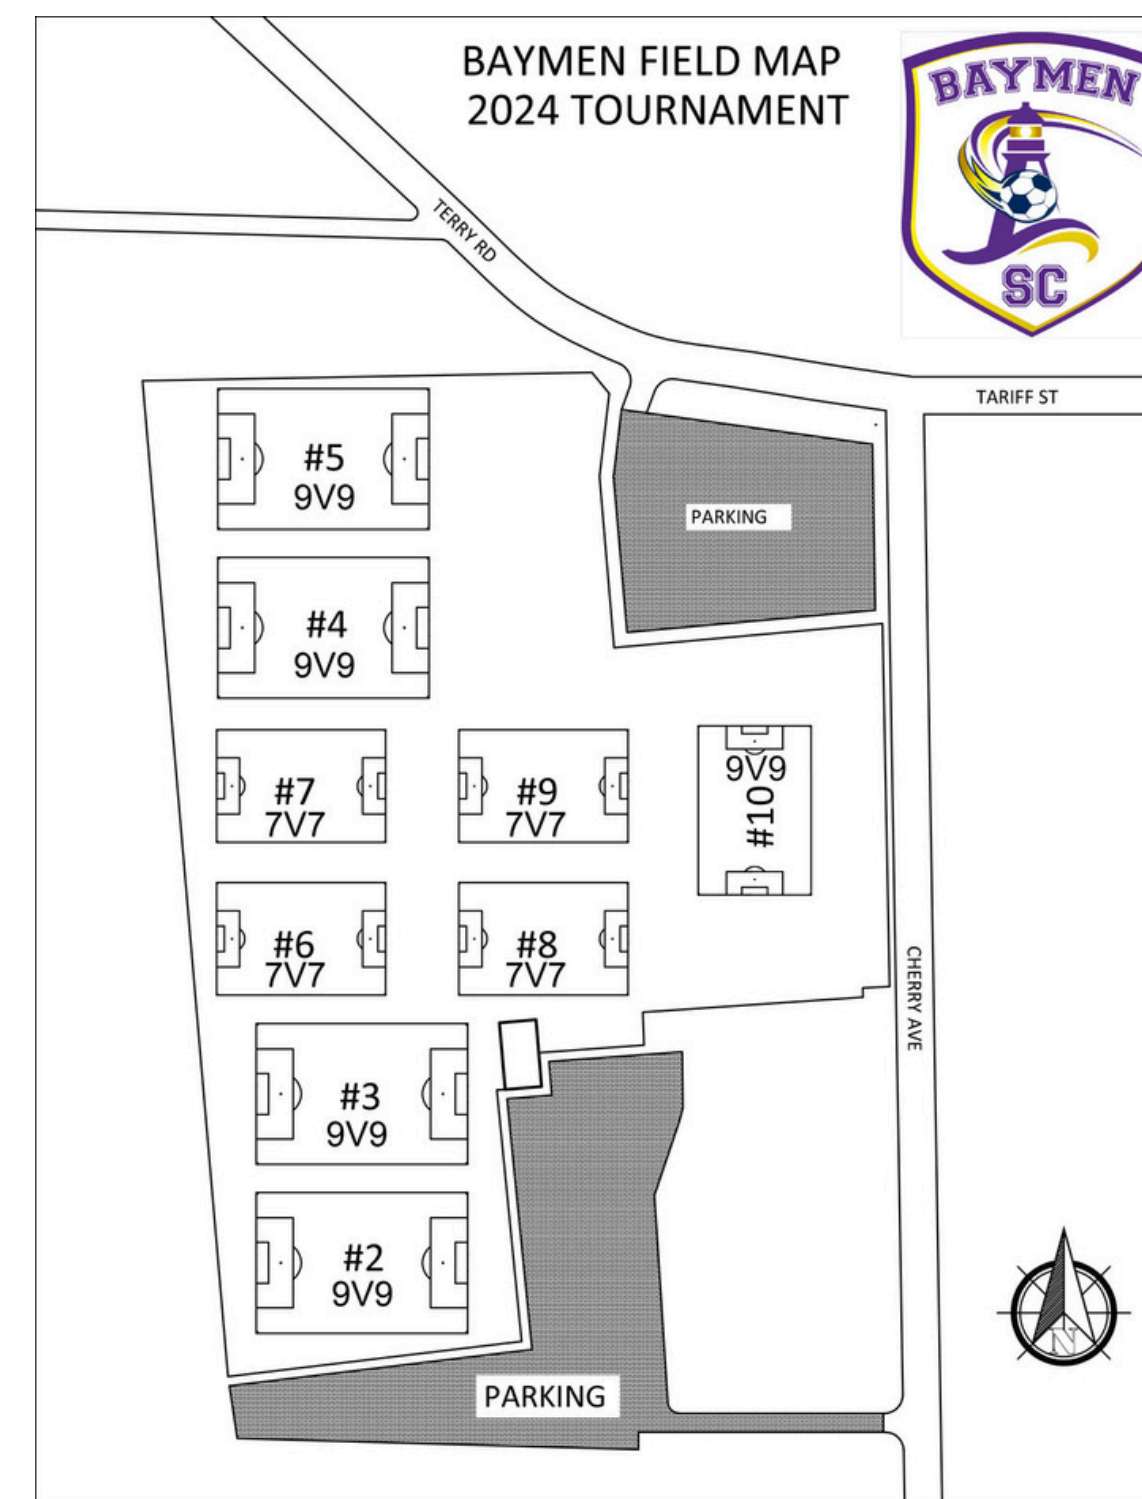 BAYMEN FIELD MAP
2024 TOURNAMENT
BAYMEN
SC
TERRY RD
TARIFF ST
#5
9V9
PARKING
#4
9V9
#7
7V7
#9
7V7
9V9
#10
#6
7V7
#8
7V7
CHERRY AVE
#3
9V9
#2
9V9
N
PARKING